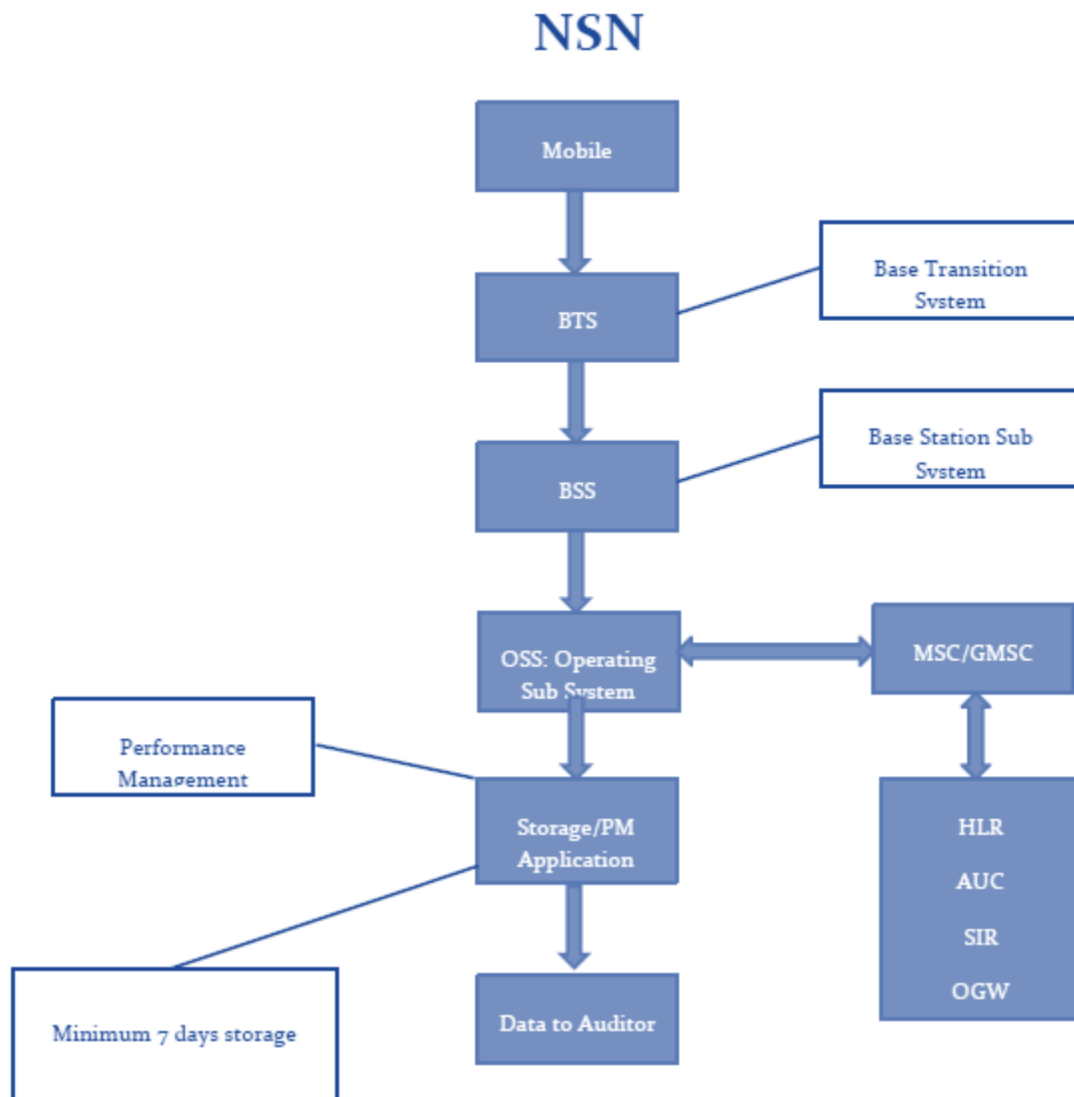 NSN
Mobile
BTS
Base Transition
System
BSS
Base Station Sub
System
OSS: Operating
Sub System
MSC/GMSC
Performance
Management
Storage/PM
Application
HLR
AUC
SIR
OGW
Minimum 7 days storage
Data to Auditor